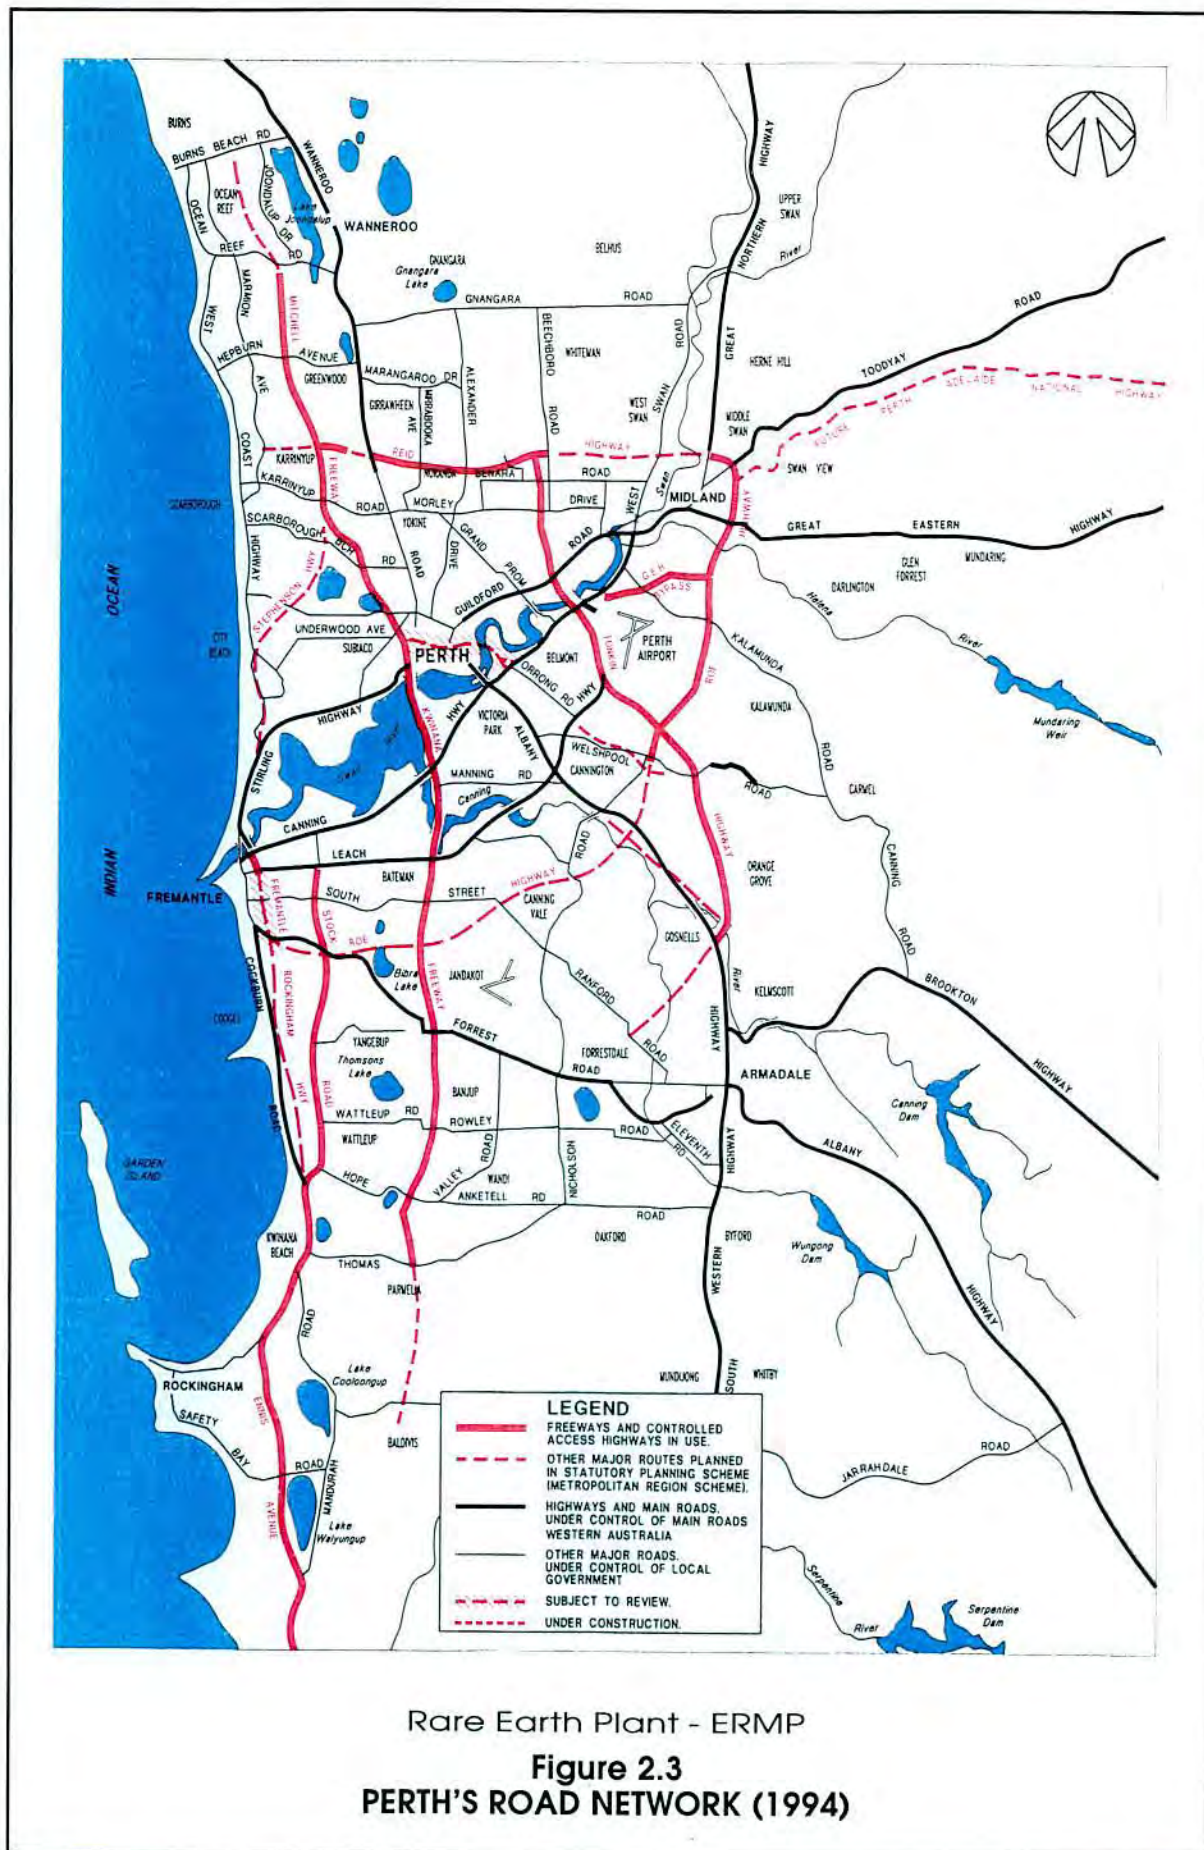 BURNS
BURNS BEACH RD
WANNEROO
JOONDALUP DR
OCEAN
REEF
Lake
Joondalup
OCEAN
REEF
RD
WANNEROO
GNANGARA
Gnangara
Lake
GNANGARA
ROAD
BELHUS
UPPER
SWAN
River
HIGHWAY
NORTHERN
GREAT
ROAD
TOODYAY
FUTURE
PERTH
ADELAIDE
NATIONAL
HIGHWAY
WEST
MARMION
MITCHELL
HEPBURN
AVENUE
GREENWOOD
MARANGAROO DR
GIRRAWHEEN
MIRRABOOKA
AVE
ALEXANDER
BEECHBORO
ROAD
WHITEMAN
ROAD
SWAN
WEST
SWAN
HERNE HILL
MIDDLE
SWAN
SWAN VIEW
AVE
COAST
KARRINYUP
FREEWAY
REID
HIGHWAY
NORANDA
BENARA
ROAD
KARRINYUP
ROAD
MORLEY
DRIVE
YOKINE
Swan
MIDLAND
WEST
ROAD
HIGHWAY
GREAT
EASTERN
HIGHWAY
GLEN
FORREST
MUNDARING
DARLINGTON
SCARBOROUGH
SCARBOROUGH
BCH
RD
ROAD
DRIVE
GRAND
PROM
GUILDFORD
G.E.H
BYPASS
Helena
River
Mundaring
Weir
HIGHWAY
STEPHENSON
HWY
CITY
BEACH
UNDERWOOD AVE
SUBIACO
PERTH
BELMONT
PERTH
AIRPORT
TONKIN
ROE
KALAMUNDA
KALAMUNDA
ROAD
CARMEL
ORRONG RD
HWY
VICTORIA
PARK
ALBANY
HWY
KWINANA
HIGHWAY
STIRLING
Swan
River
WELSHPOOL
CANNINGTON
ROAD
MANNING
RD
Canning
CANNING
LEACH
HIGHWAY
ORANGE
GROVE
CANNING
ROAD
OCEAN
INDIAN
FREMANTLE
FREMANTLE
SOUTH
STREET
BATEMAN
STOCK
ROE
HIGHWAY
CANNING
VALE
ROAD
GOSNELLS
River
KELMSCOTT
BROOKTON
HIGHWAY
COCKBURN
ROCKINGHAM
HWY
Bibra
Lake
JANDAKOT
FREEWAY
RANFORD
ROAD
HIGHWAY
COOGEE
YANGEBUP
Thomsons
Lake
FORREST
ROAD
FORRESTDALE
ARMADALE
BANJUP
ROAD
ROAD
WATTLEUP
RD
ROWLEY
ROAD
ELEVENTH
RD
WATTLEUP
HIGHWAY
ALBANY
HIGHWAY
Canning
Dam
GARDEN
ISLAND
HOPE
VALLEY
ROAD
WANDI
NICHOLSON
ANKETELL
RD
ROAD
OAKFORD
BYFORD
Wungong
Dam
KWINANA
BEACH
THOMAS
PARMELIA
ROAD
WESTERN
SOUTH
MUNDIJONG
WHITBY
Lake
Cooloongup
ROCKINGHAM
SAFETY
BAY
ROAD
ENNIS
AVENUE
MANDURAH
BALDIVIS
Lake
Walyungup
JARRAHDALE
ROAD
Serpentine
River
Serpentine
Dam
LEGEND
FREEWAYS AND CONTROLLED
ACCESS HIGHWAYS IN USE.
OTHER MAJOR ROUTES PLANNED
IN STATUTORY PLANNING SCHEME
(METROPOLITAN REGION SCHEME).
HIGHWAYS AND MAIN ROADS.
UNDER CONTROL OF MAIN ROADS
WESTERN AUSTRALIA
OTHER MAJOR ROADS.
UNDER CONTROL OF LOCAL
GOVERNMENT
SUBJECT TO REVIEW.
UNDER CONSTRUCTION.
Rare Earth Plant - ERMP
Figure 2.3
PERTH'S ROAD NETWORK (1994)